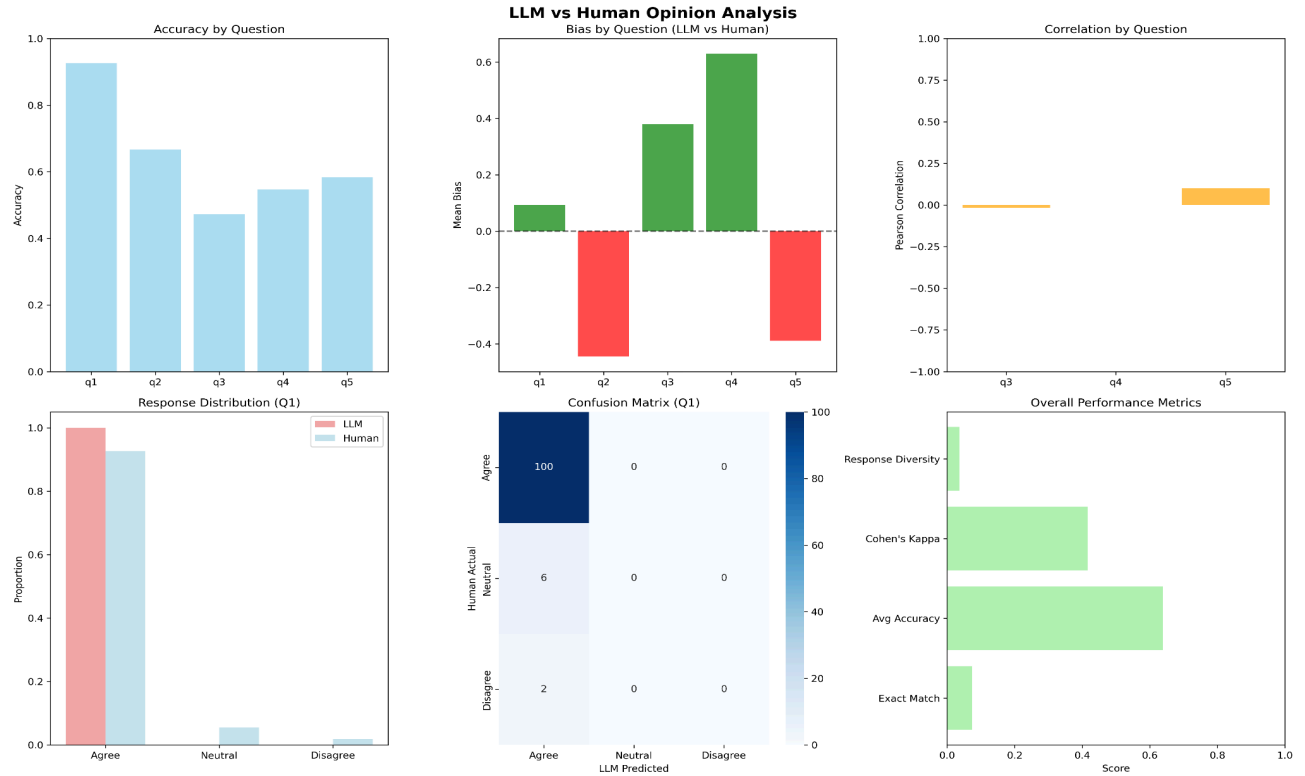 LLM vs Human Opinion Analysis
Accuracy by Question
Accuracy
1.0
0.8
0.6
0.4
0.2
0.0
q1 q2 q3 q4 q5
Bias by Question (LLM vs Human)
Mean Bias
0.6
0.4
0.2
0.0
−0.2
−0.4
q1 q2 q3 q4 q5
Correlation by Question
Pearson Correlation
1.00
0.75
0.50
0.25
0.00
−0.25
−0.50
−0.75
−1.00
q3 q4 q5
Response Distribution (Q1)
LLM
Human
Proportion
1.0
0.8
0.6
0.4
0.2
0.0
Agree Neutral Disagree
Confusion Matrix (Q1)
Human Actual
Agree
100 0 0
Neutral
6 0 0
Disagree
2 0 0
Agree Neutral Disagree
LLM Predicted
100
80
60
40
20
0
Overall Performance Metrics
Response Diversity
Cohen's Kappa
Avg Accuracy
Exact Match
0.0 0.2 0.4 0.6 0.8 1.0
Score